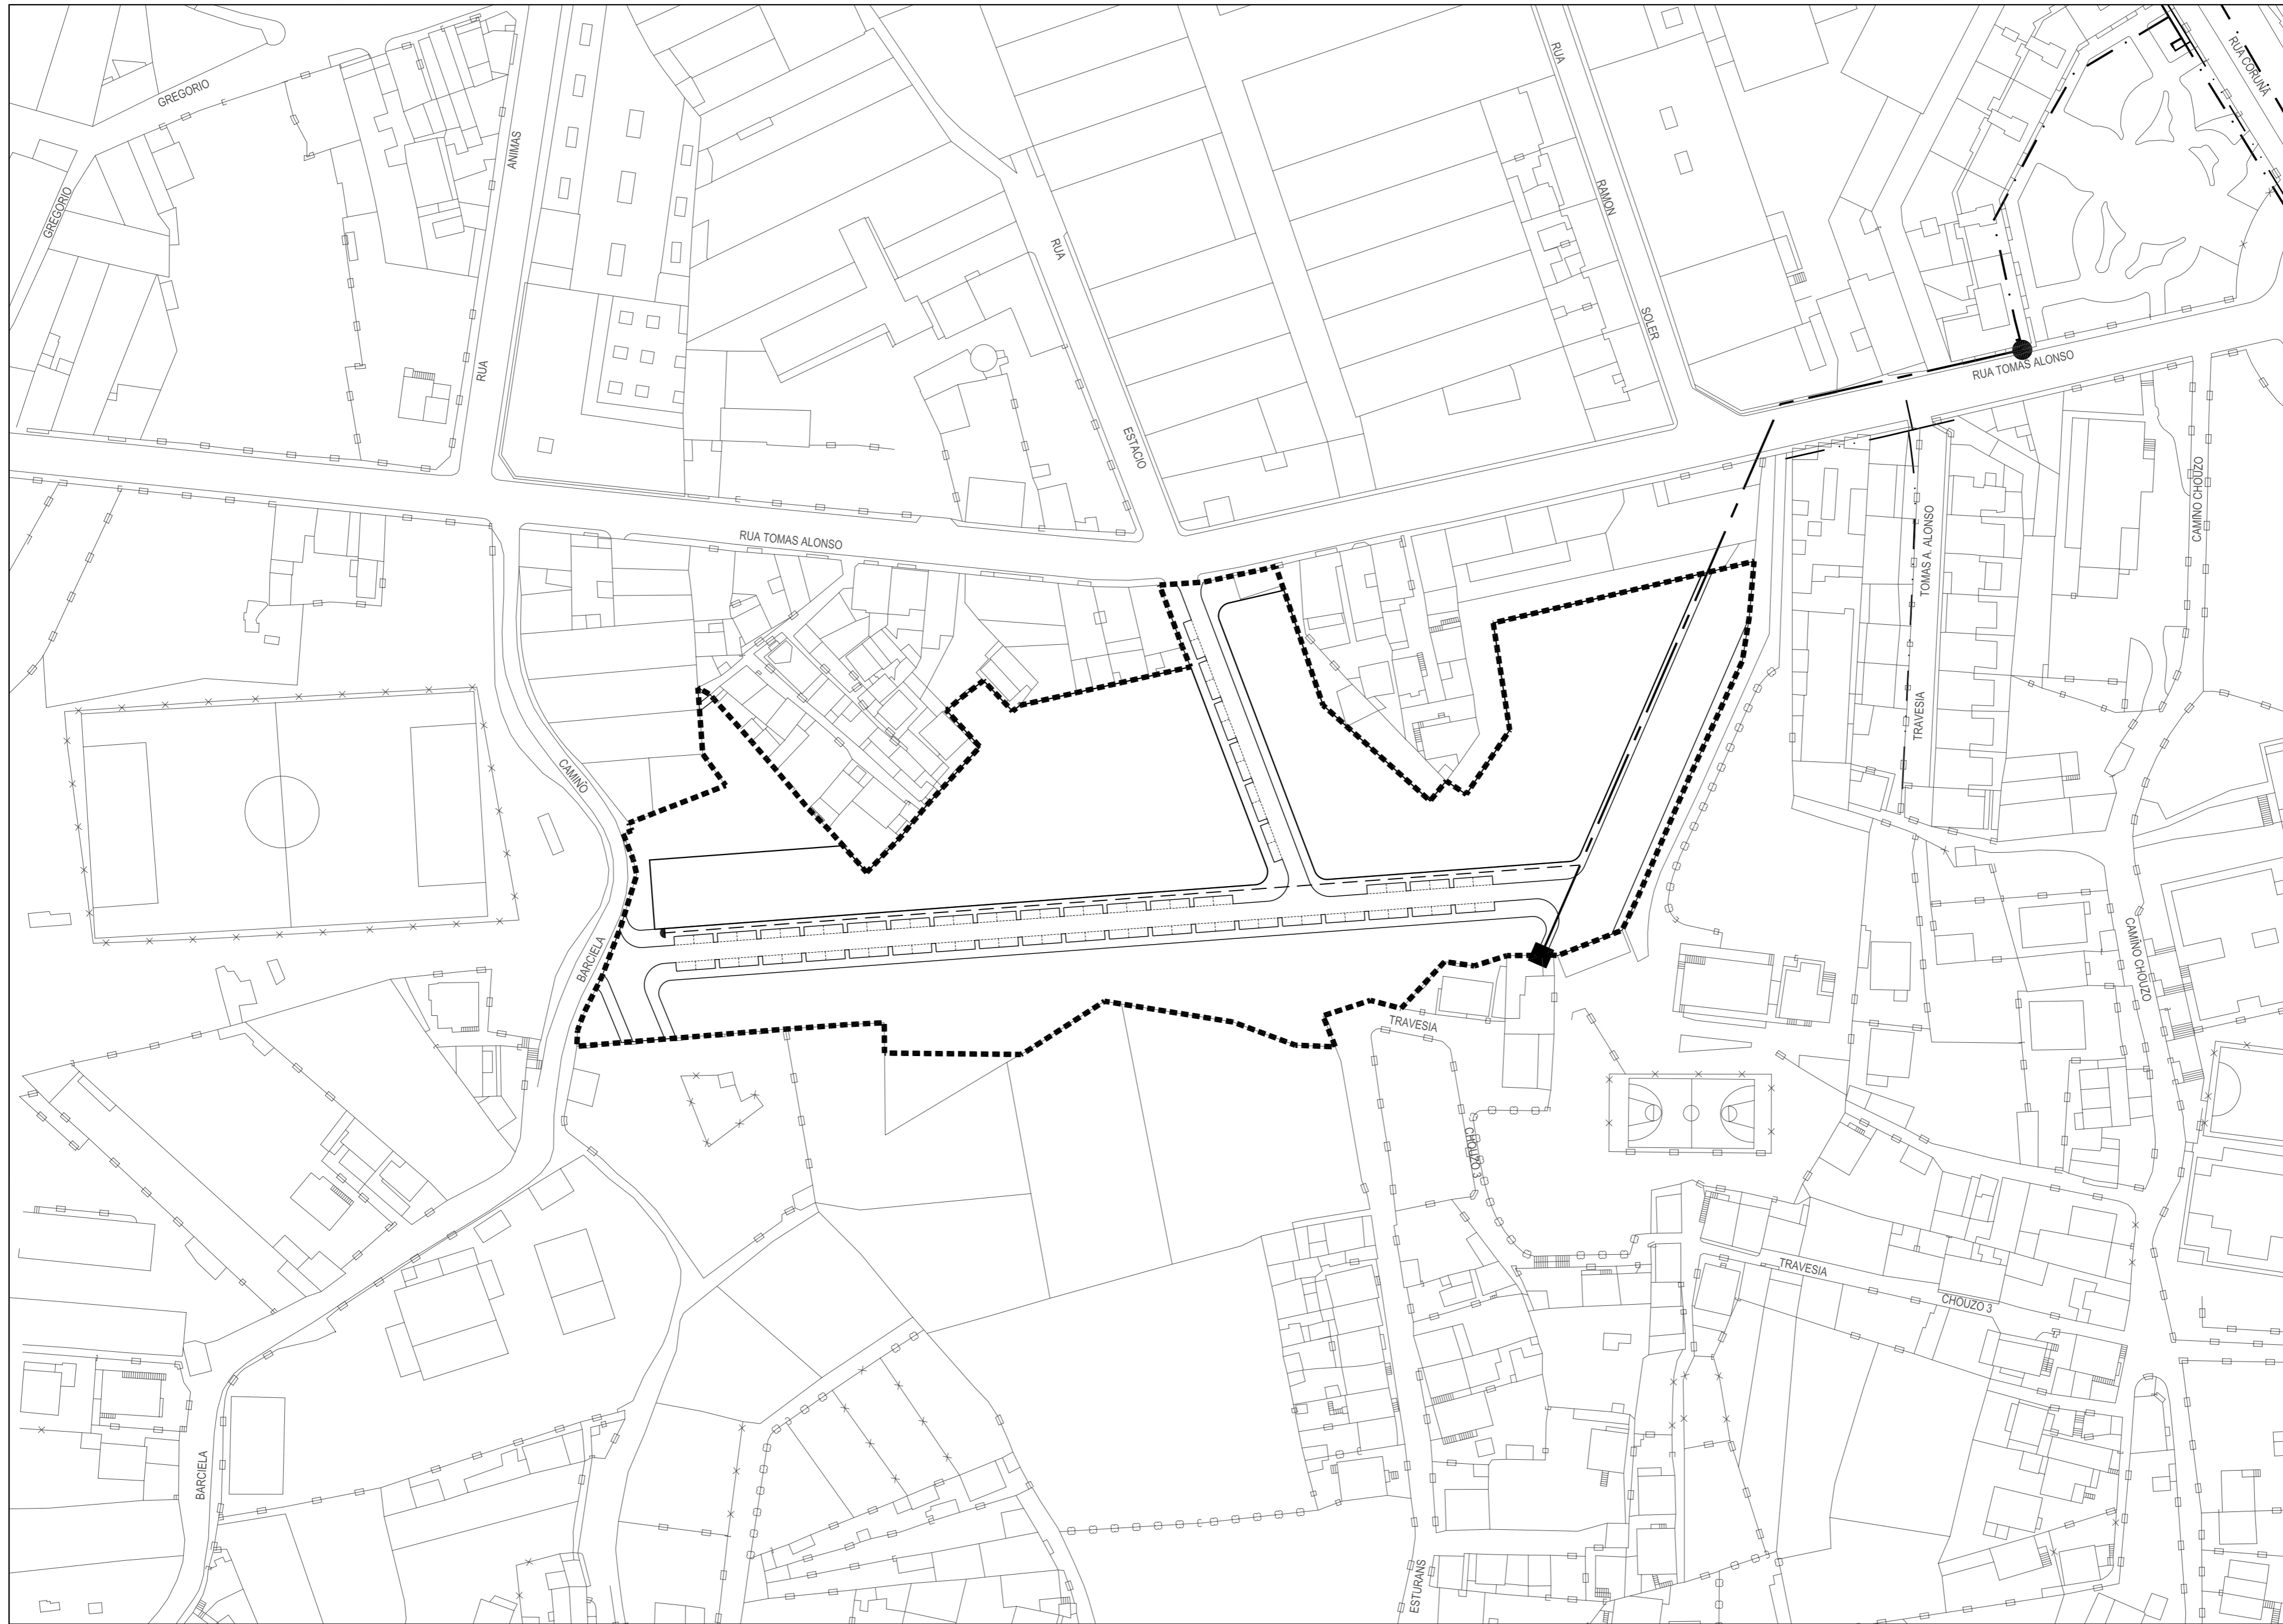 GREGORIO
GREGORIO
RUA
ANIMAS
RUA
ESTACIO
RUA
RAMON
SOLER
RUA CORUNÃ
RUA TOMAS ALONSO
RUA TOMAS ALONSO
CAMIÑO
BARCIELA
BARCIELA
TRAVESIA
TOMAS A. ALONSO
CAMIÑO CHOUZO
CAMIÑO CHOUZO
TRAVESIA
CHOUZO 3
TRAVESIA
CHOUZO 3
ESTURANS